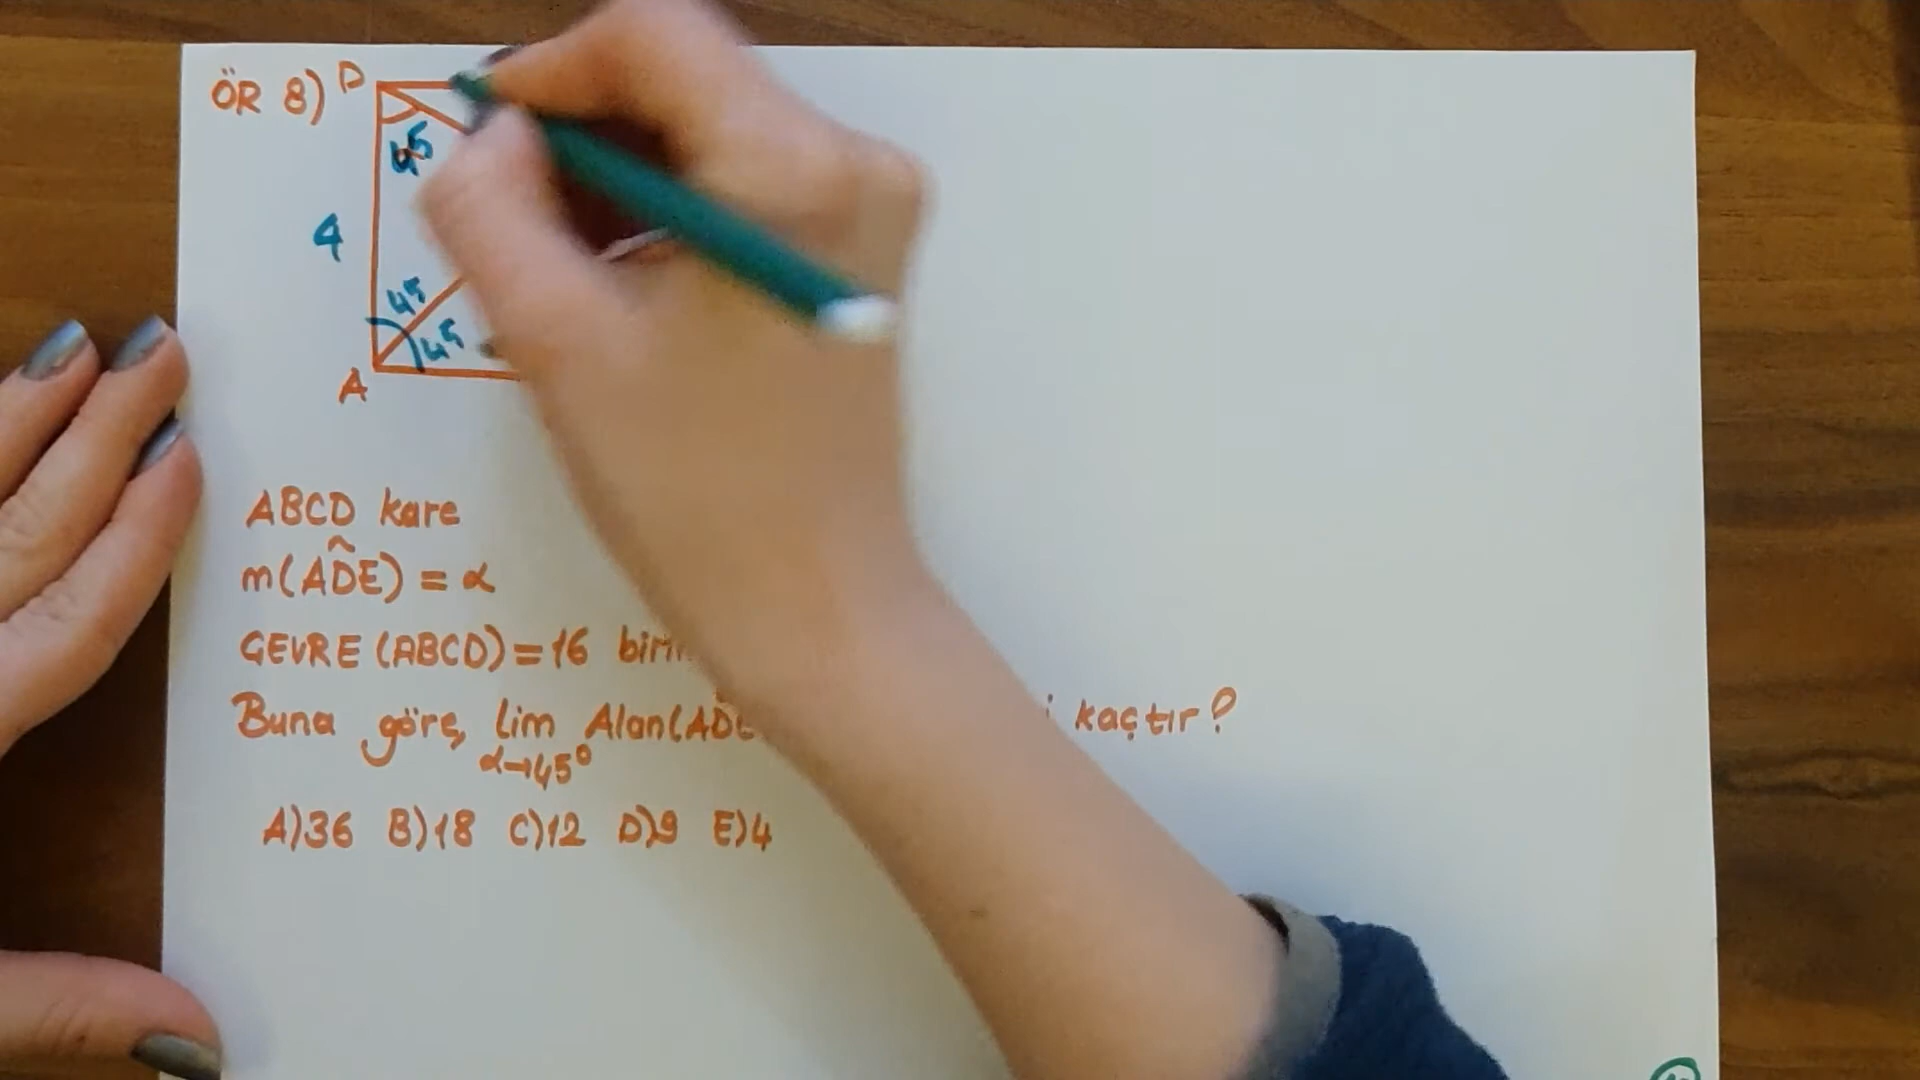 ÖR 8) D
45
4
45
45
A
ABCD kare
m(ADE) = α
ÇEVRE (ABCD) = 16
Buna göre, lim Alan(AD kaçtır?
α→45°
A)36 B)18 C)12 D)9 E)4